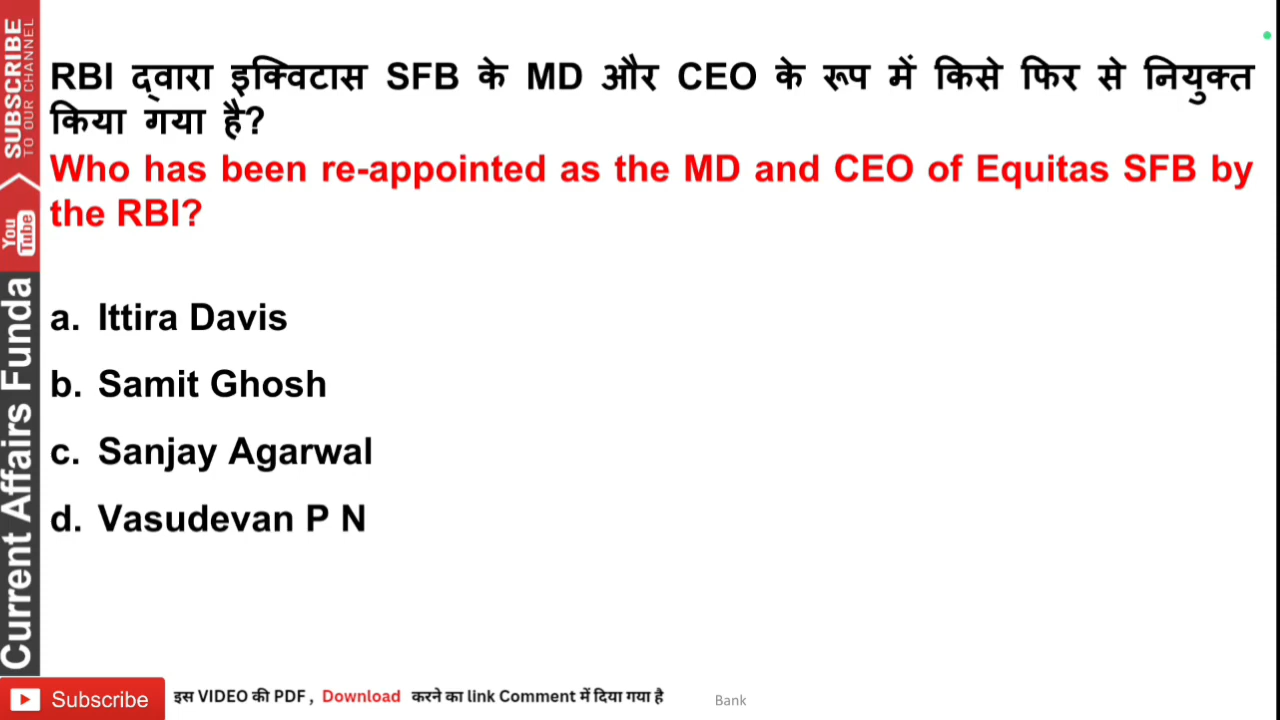 SUBSCRIBE
TO OUR CHANNEL
You
Tube
Current Affairs Funda
RBI द्वारा इक्विटास SFB के MD और CEO के रूप में किसे फिर से नियुक्त
किया गया है?
Who has been re-appointed as the MD and CEO of Equitas SFB by
the RBI?
a. Ittira Davis
b. Samit Ghosh
c. Sanjay Agarwal
d. Vasudevan P N
Subscribe
इस VIDEO की PDF , Download करने का link Comment में दिया गया है
Bank